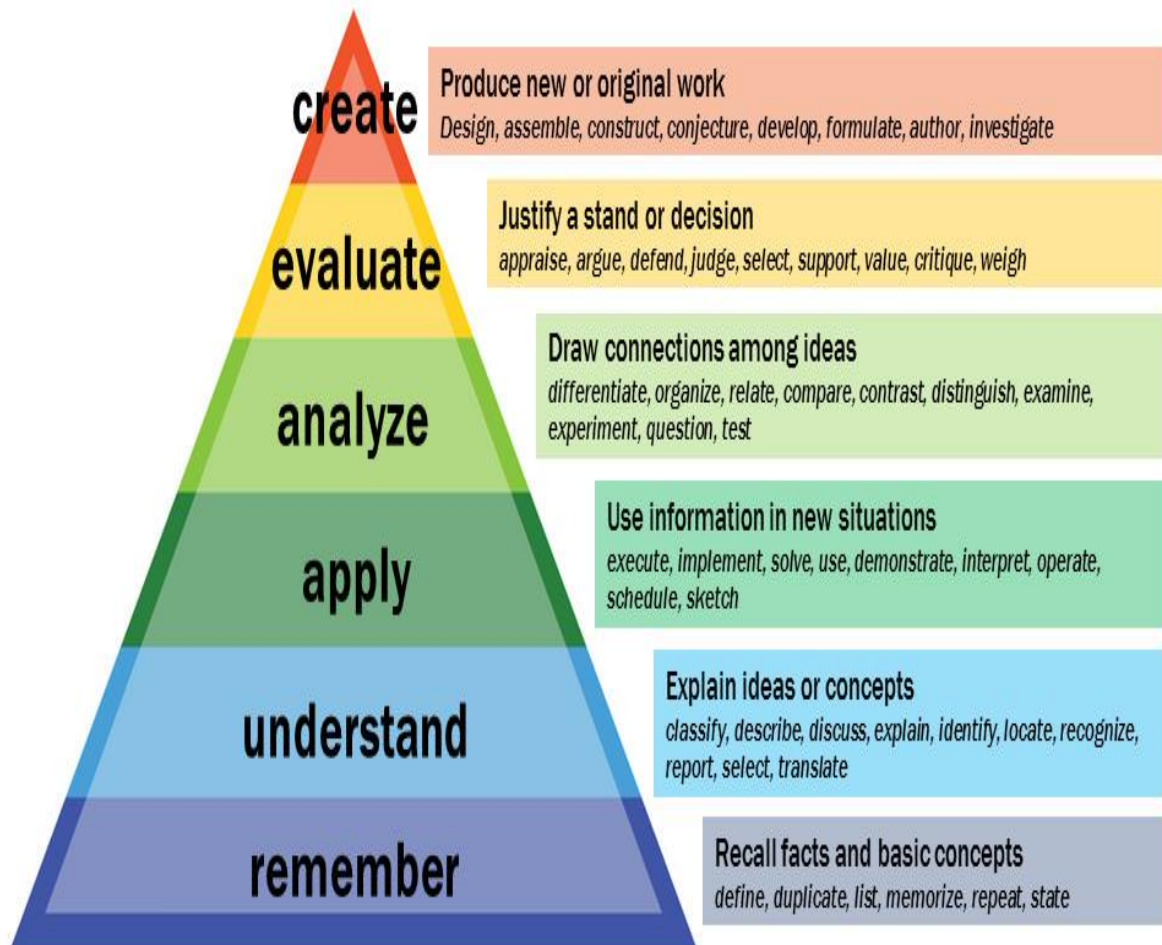 create
Produce new or original work
Design, assemble, construct, conjecture, develop, formulate, author, investigate
evaluate
Justify a stand or decision
appraise, argue, defend, judge, select, support, value, critique, weigh
analyze
Draw connections among ideas
differentiate, organize, relate, compare, contrast, distinguish, examine,
experiment, question, test
apply
Use information in new situations
execute, implement, solve, use, demonstrate, interpret, operate,
schedule, sketch
understand
Explain ideas or concepts
classify, describe, discuss, explain, identify, locate, recognize,
report, select, translate
remember
Recall facts and basic concepts
define, duplicate, list, memorize, repeat, state